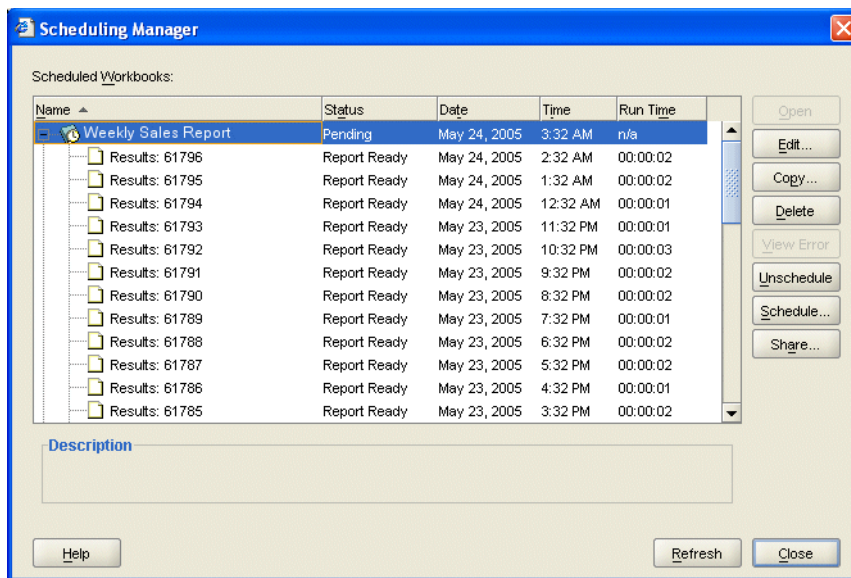 Scheduling Manager
Scheduled Workbooks:
Name Status Date Time Run Time
Weekly Sales Report Pending May 24, 2005 3:32 AM n/a
Results: 61796 Report Ready May 24, 2005 2:32 AM 00:00:02
Results: 61795 Report Ready May 24, 2005 1:32 AM 00:00:02
Results: 61794 Report Ready May 24, 2005 12:32 AM 00:00:01
Results: 61793 Report Ready May 23, 2005 11:32 PM 00:00:01
Results: 61792 Report Ready May 23, 2005 10:32 PM 00:00:03
Results: 61791 Report Ready May 23, 2005 9:32 PM 00:00:02
Results: 61790 Report Ready May 23, 2005 8:32 PM 00:00:02
Results: 61789 Report Ready May 23, 2005 7:32 PM 00:00:01
Results: 61788 Report Ready May 23, 2005 6:32 PM 00:00:02
Results: 61787 Report Ready May 23, 2005 5:32 PM 00:00:02
Results: 61786 Report Ready May 23, 2005 4:32 PM 00:00:01
Results: 61785 Report Ready May 23, 2005 3:32 PM 00:00:02
Open
Edit...
Copy...
Delete
View Error
Unschedule
Schedule...
Share...
Description
Help
Refresh
Close